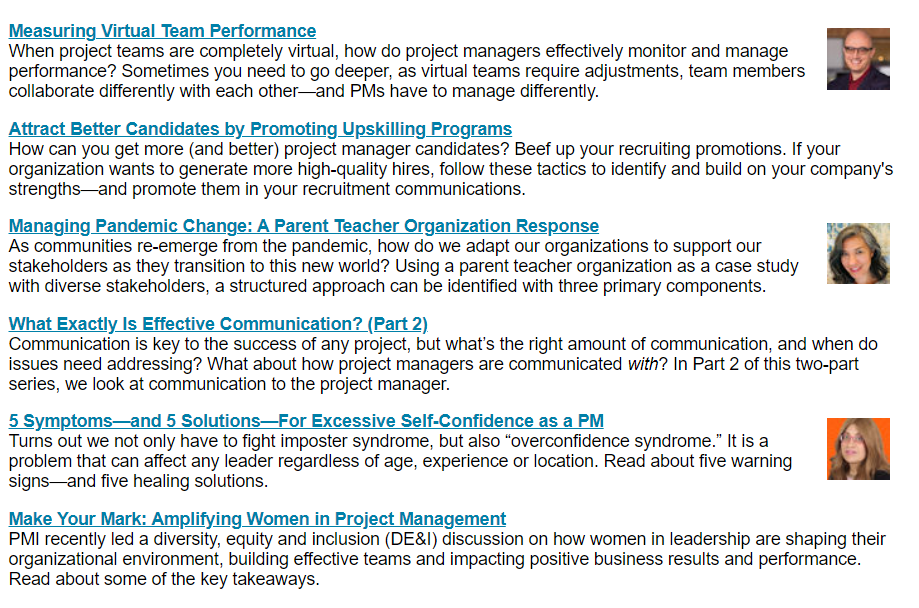 Measuring Virtual Team Performance
When project teams are completely virtual, how do project managers effectively monitor and manage
performance? Sometimes you need to go deeper, as virtual teams require adjustments, team members
collaborate differently with each other—and PMs have to manage differently.
Attract Better Candidates by Promoting Upskilling Programs
How can you get more (and better) project manager candidates? Beef up your recruiting promotions. If your
organization wants to generate more high-quality hires, follow these tactics to identify and build on your company's
strengths—and promote them in your recruitment communications.
Managing Pandemic Change: A Parent Teacher Organization Response
As communities re-emerge from the pandemic, how do we adapt our organizations to support our
stakeholders as they transition to this new world? Using a parent teacher organization as a case study
with diverse stakeholders, a structured approach can be identified with three primary components.
What Exactly Is Effective Communication? (Part 2)
Communication is key to the success of any project, but what’s the right amount of communication, and when do
issues need addressing? What about how project managers are communicated with? In Part 2 of this two-part
series, we look at communication to the project manager.
5 Symptoms—and 5 Solutions—For Excessive Self-Confidence as a PM
Turns out we not only have to fight imposter syndrome, but also “overconfidence syndrome.” It is a
problem that can affect any leader regardless of age, experience or location. Read about five warning
signs—and five healing solutions.
Make Your Mark: Amplifying Women in Project Management
PMI recently led a diversity, equity and inclusion (DE&I) discussion on how women in leadership are shaping their
organizational environment, building effective teams and impacting positive business results and performance.
Read about some of the key takeaways.